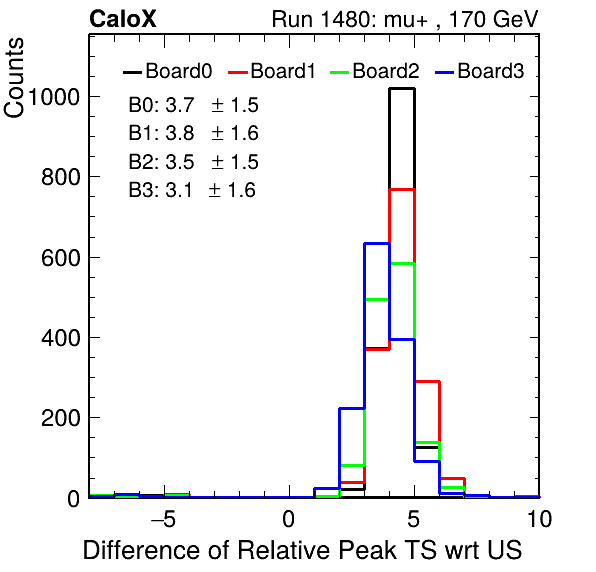 CaloX Run 1480: mu+ , 170 GeV
Counts
Board0 Board1 Board2 Board3
B0: 3.7 ± 1.5
B1: 3.8 ± 1.6
B2: 3.5 ± 1.5
B3: 3.1 ± 1.6
1000
800
600
400
200
0
−5 0 5 10
Difference of Relative Peak TS wrt US